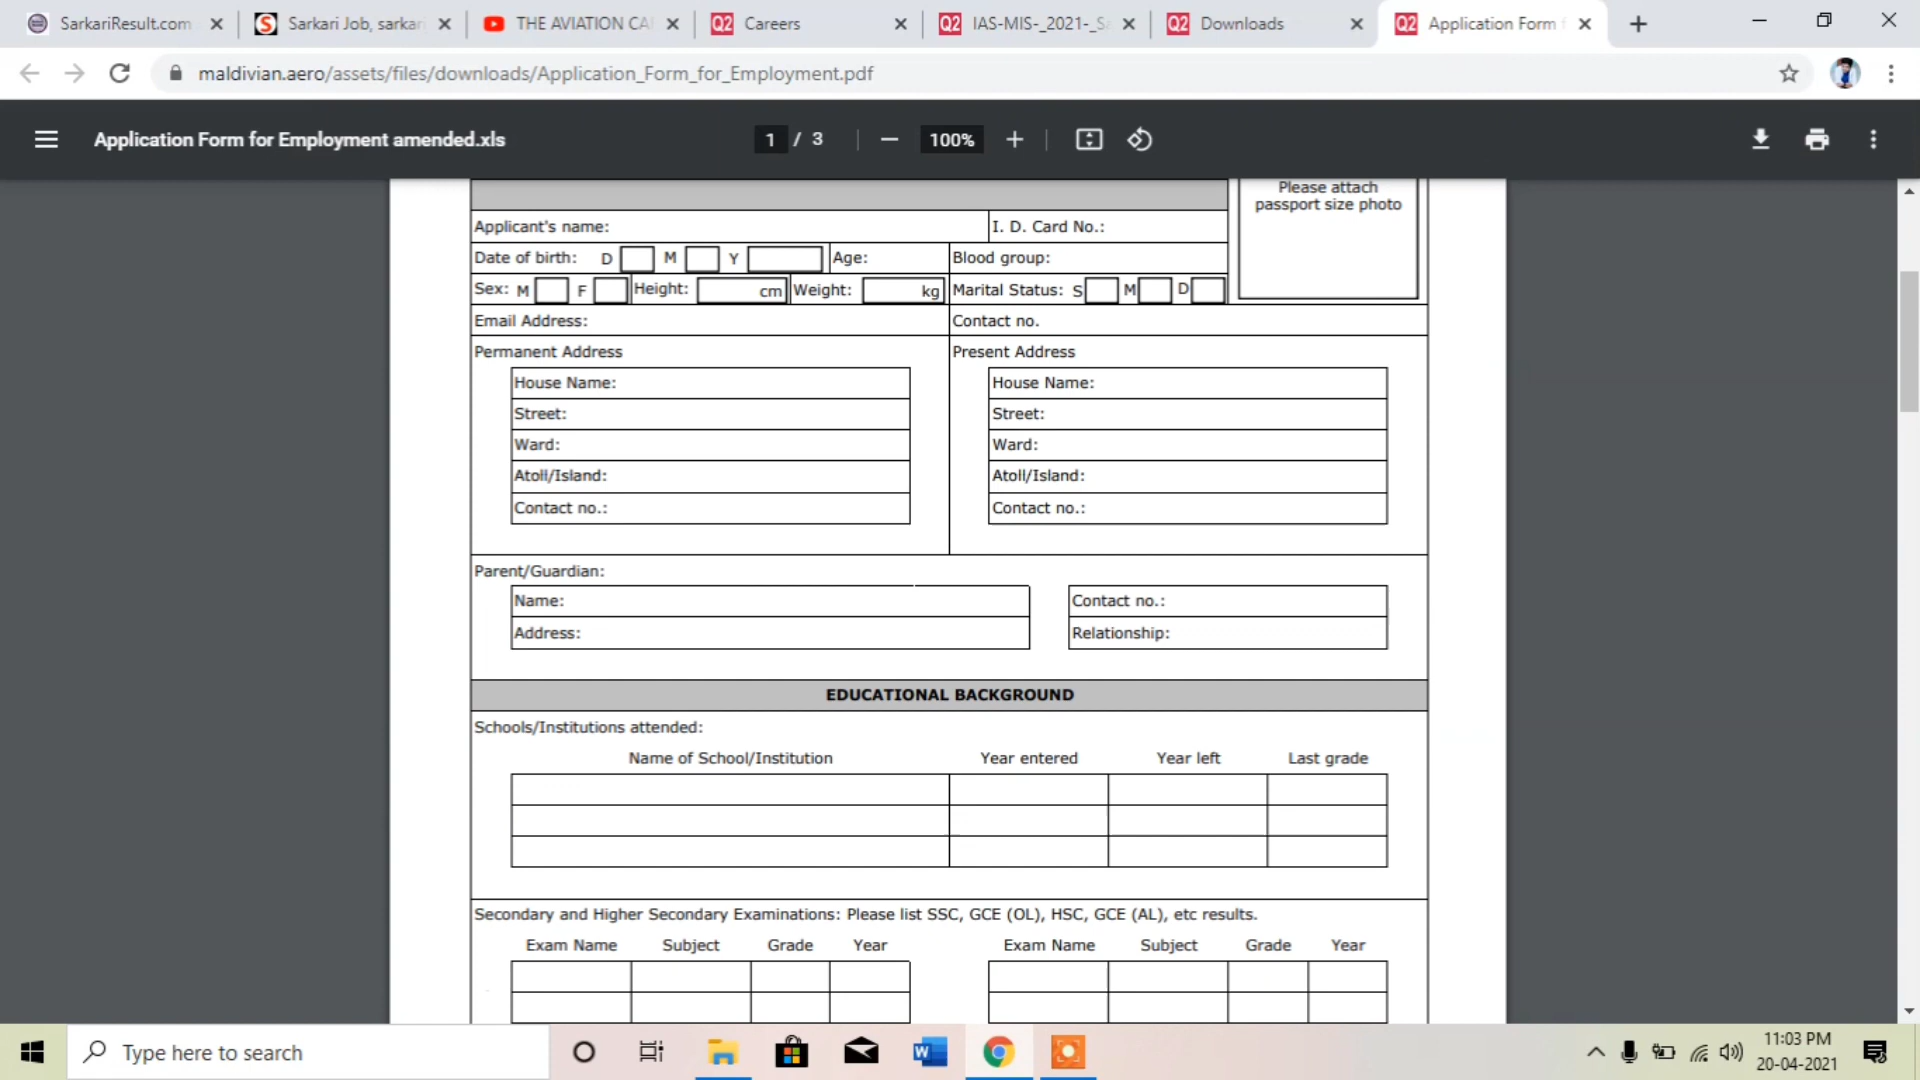 SarkariResult.com
Sarkari Job, sarkari
THE AVIATION CA
Careers
IAS-MIS-_2021-_Sa
Downloads
Application Form f
maldivian.aero/assets/files/downloads/Application_Form_for_Employment.pdf
Application Form for Employment amended.xls
1 / 3
100%
Please attach
passport size photo
Applicant's name: I. D. Card No.:
Date of birth: D M Y Age: Blood group:
Sex: M F Height: cm Weight: kg Marital Status: S M D
Email Address: Contact no.
Permanent Address Present Address
House Name: House Name:
Street: Street:
Ward: Ward:
Atoll/Island: Atoll/Island:
Contact no.: Contact no.:
Parent/Guardian:
Name: Contact no.:
Address: Relationship:
EDUCATIONAL BACKGROUND
Schools/Institutions attended:
Name of School/Institution Year entered Year left Last grade
Secondary and Higher Secondary Examinations: Please list SSC, GCE (OL), HSC, GCE (AL), etc results.
Exam Name Subject Grade Year Exam Name Subject Grade Year
Type here to search
11:03 PM
20-04-2021